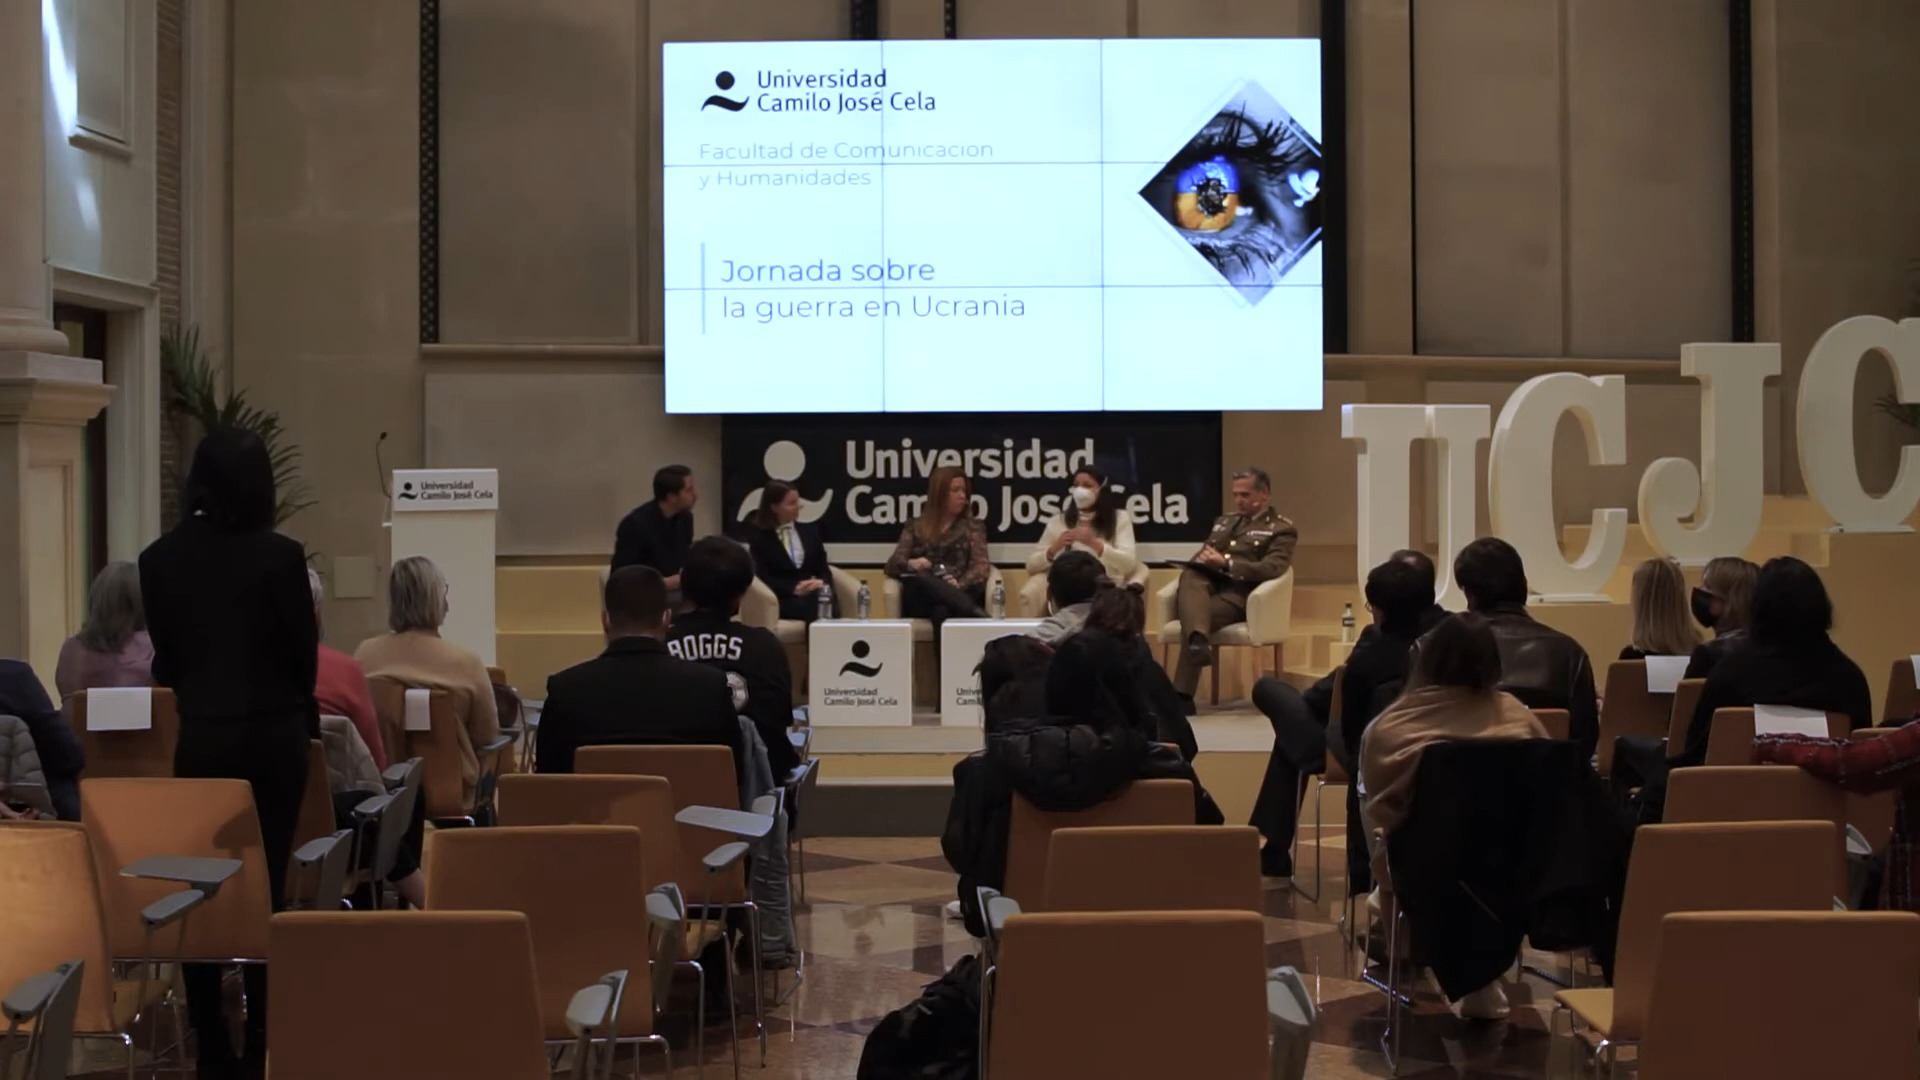 Universidad
Camilo José Cela
Facultad de Comunicación
y Humanidades
Jornada sobre
la guerra en Ucrania
Universidad
Camilo José Cela
Universidad
Camilo José Cela
UCJC
BOGGS
Universidad
Camilo José Cela